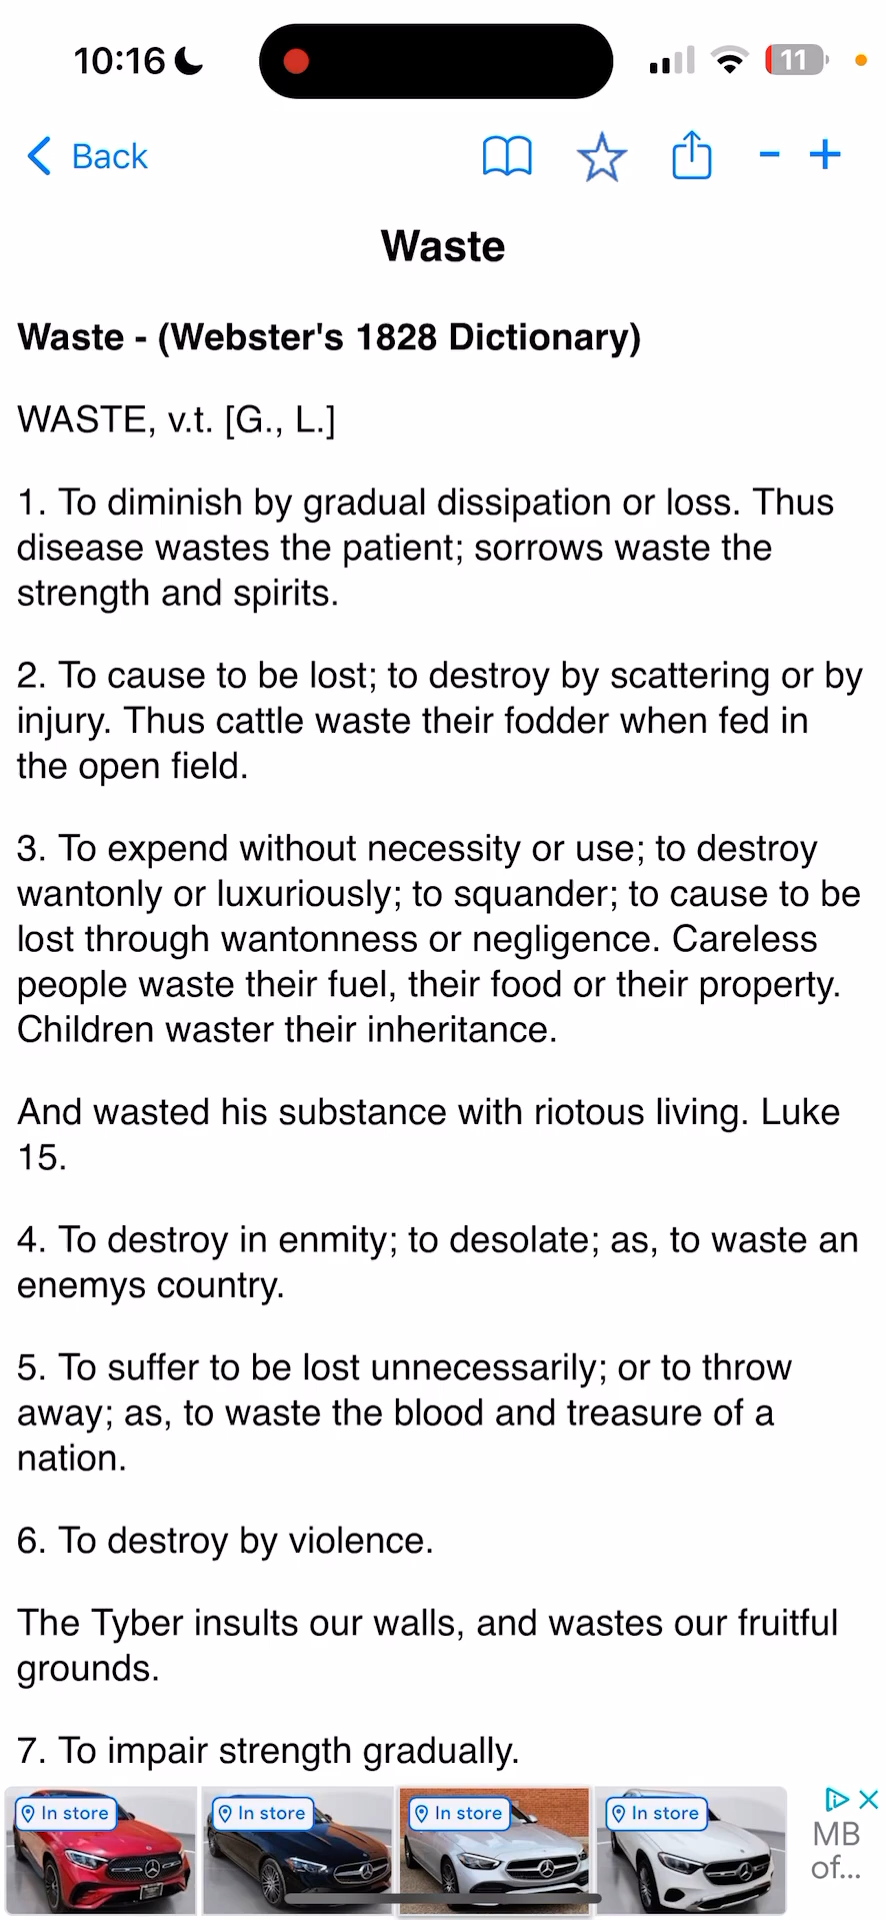 10:16
11
Back
Waste
Waste - (Webster's 1828 Dictionary)
WASTE, v.t. [G., L.]
1. To diminish by gradual dissipation or loss. Thus
disease wastes the patient; sorrows waste the
strength and spirits.
2. To cause to be lost; to destroy by scattering or by
injury. Thus cattle waste their fodder when fed in
the open field.
3. To expend without necessity or use; to destroy
wantonly or luxuriously; to squander; to cause to be
lost through wantonness or negligence. Careless
people waste their fuel, their food or their property.
Children waster their inheritance.
And wasted his substance with riotous living. Luke
15.
4. To destroy in enmity; to desolate; as, to waste an
enemys country.
5. To suffer to be lost unnecessarily; or to throw
away; as, to waste the blood and treasure of a
nation.
6. To destroy by violence.
The Tyber insults our walls, and wastes our fruitful
grounds.
7. To impair strength gradually.
In store
In store
In store
In store
MB
of...